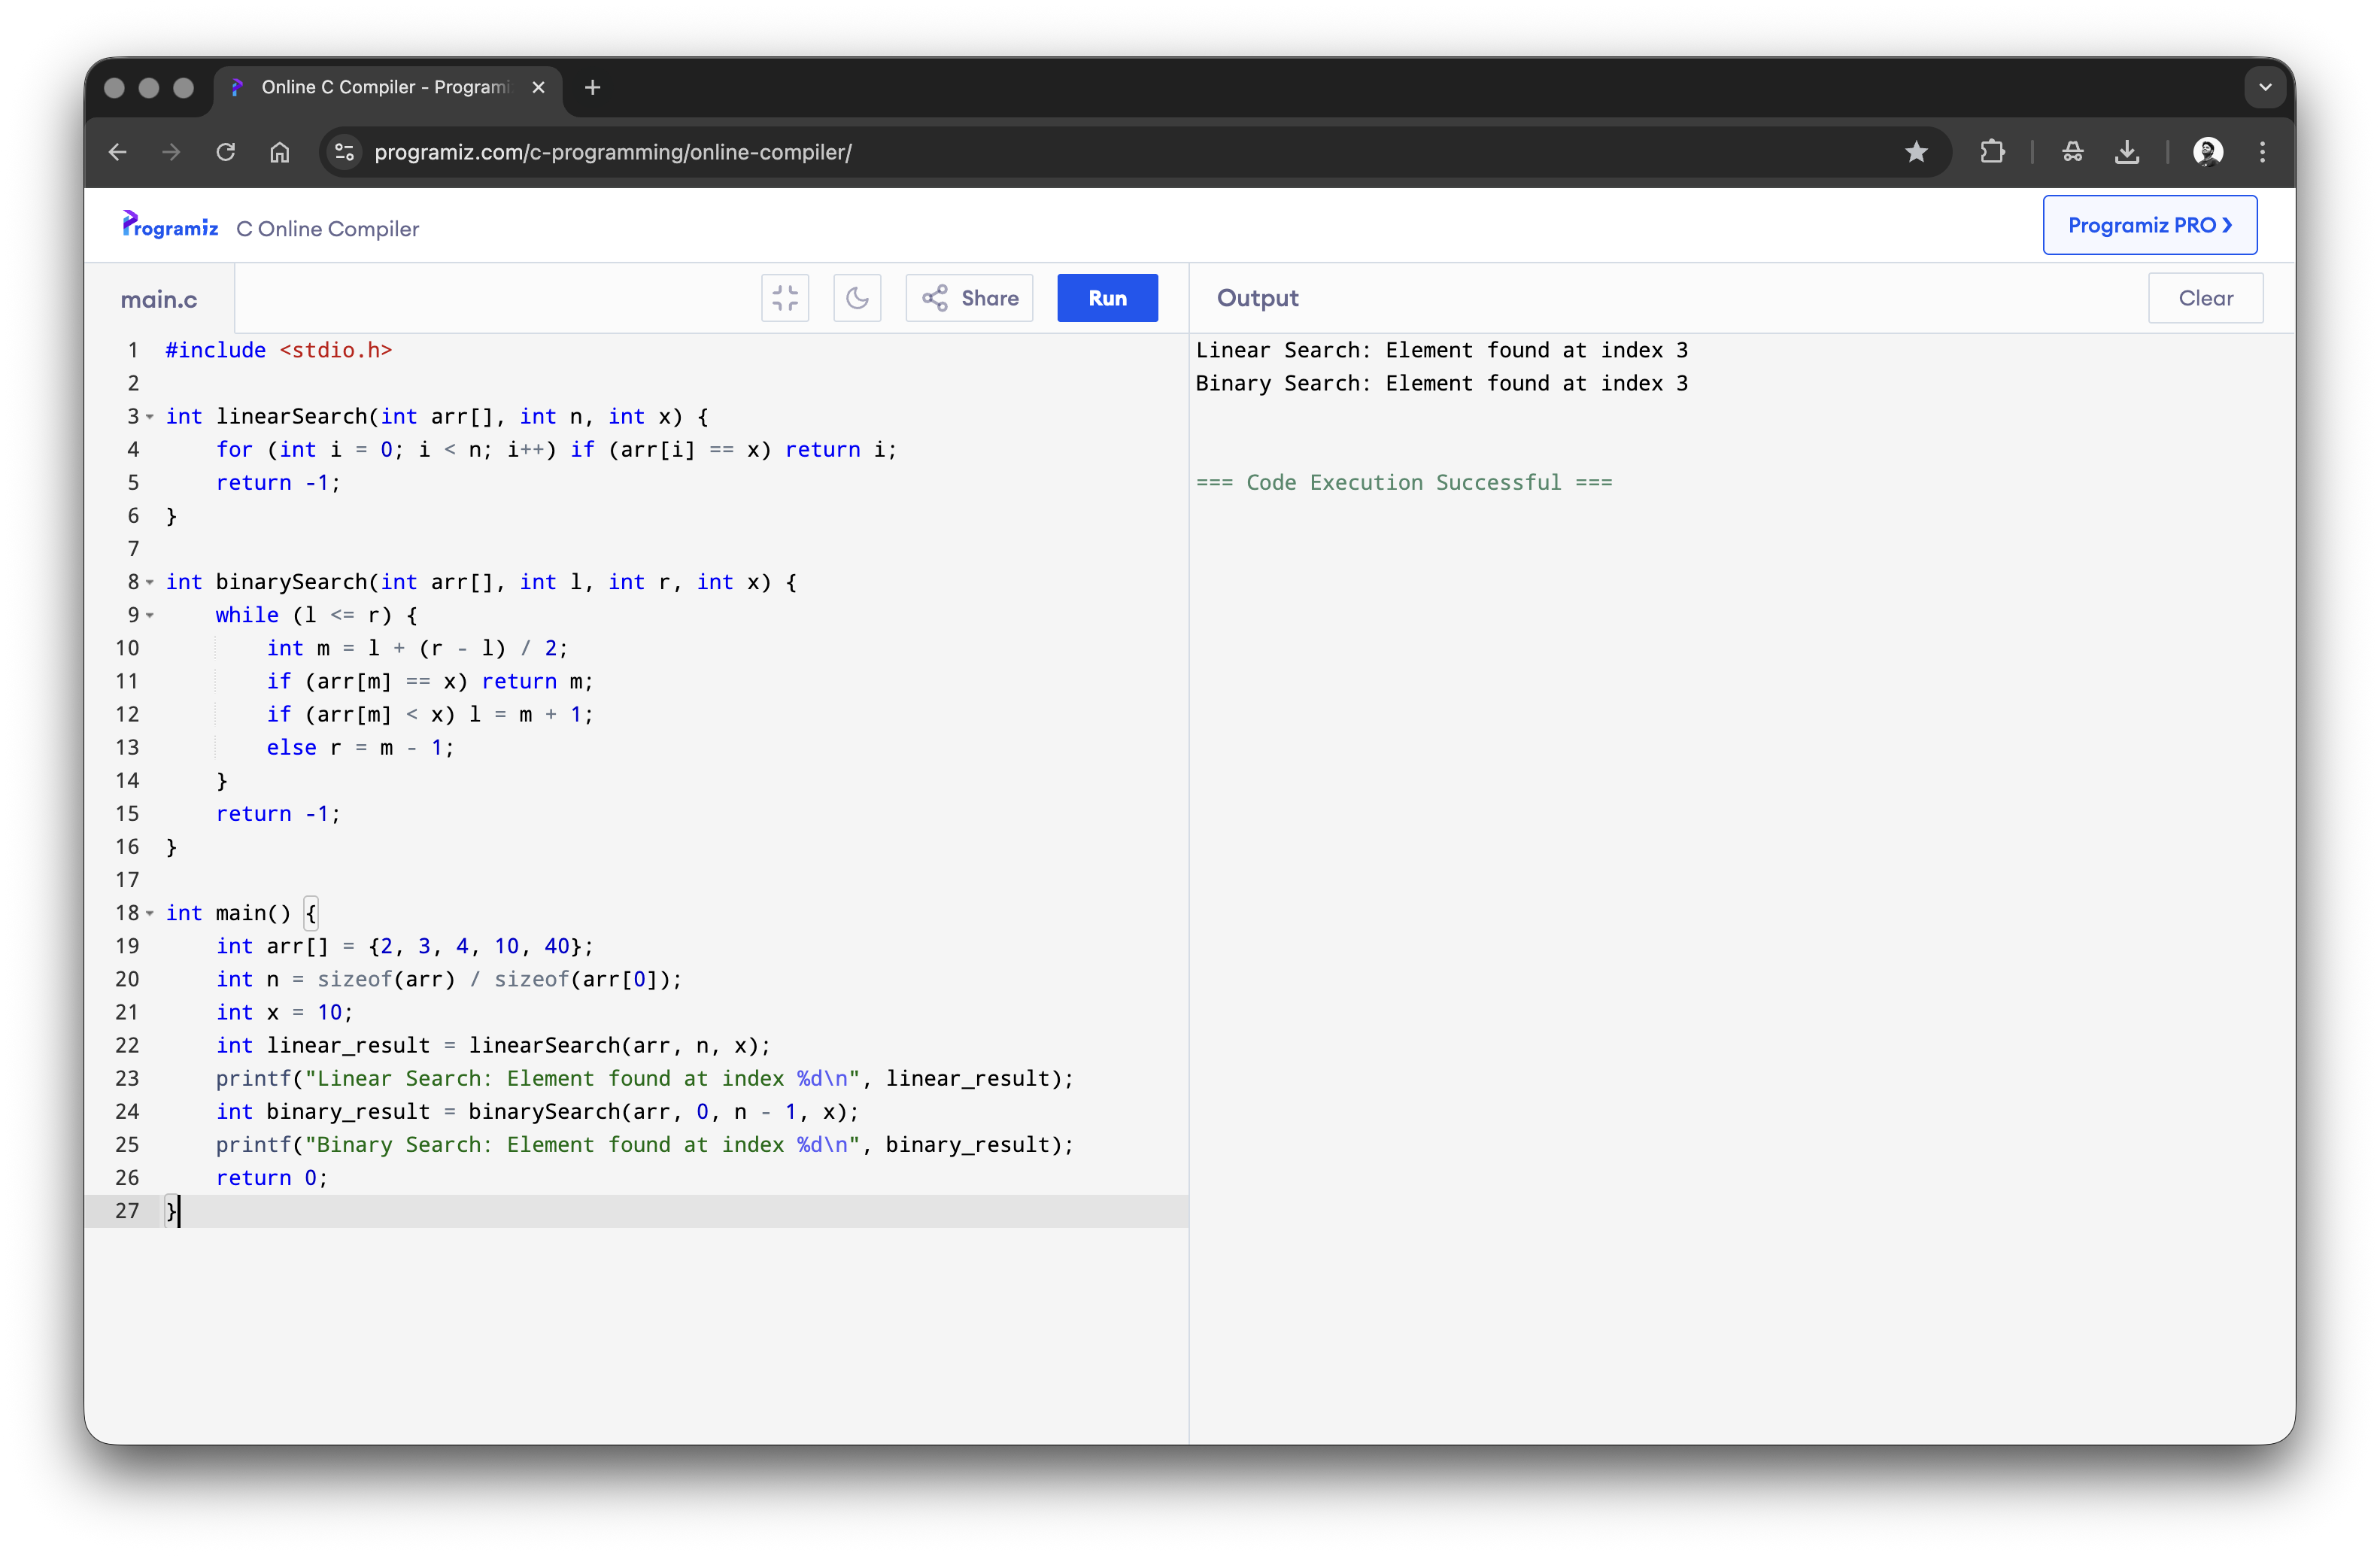 Online C Compiler - Programi
programiz.com/c-programming/online-compiler/
Programiz C Online Compiler
Programiz PRO ❯
main.c
Share
Run
Output
Clear
1 #include <stdio.h>
2
3 int linearSearch(int arr[], int n, int x) {
4     for (int i = 0; i < n; i++) if (arr[i] == x) return i;
5     return -1;
6 }
7
8 int binarySearch(int arr[], int l, int r, int x) {
9     while (l <= r) {
10         int m = l + (r - l) / 2;
11         if (arr[m] == x) return m;
12         if (arr[m] < x) l = m + 1;
13         else r = m - 1;
14     }
15     return -1;
16 }
17
18 int main() {
19     int arr[] = {2, 3, 4, 10, 40};
20     int n = sizeof(arr) / sizeof(arr[0]);
21     int x = 10;
22     int linear_result = linearSearch(arr, n, x);
23     printf("Linear Search: Element found at index %d\n", linear_result);
24     int binary_result = binarySearch(arr, 0, n - 1, x);
25     printf("Binary Search: Element found at index %d\n", binary_result);
26     return 0;
27 }
Linear Search: Element found at index 3
Binary Search: Element found at index 3
=== Code Execution Successful ===